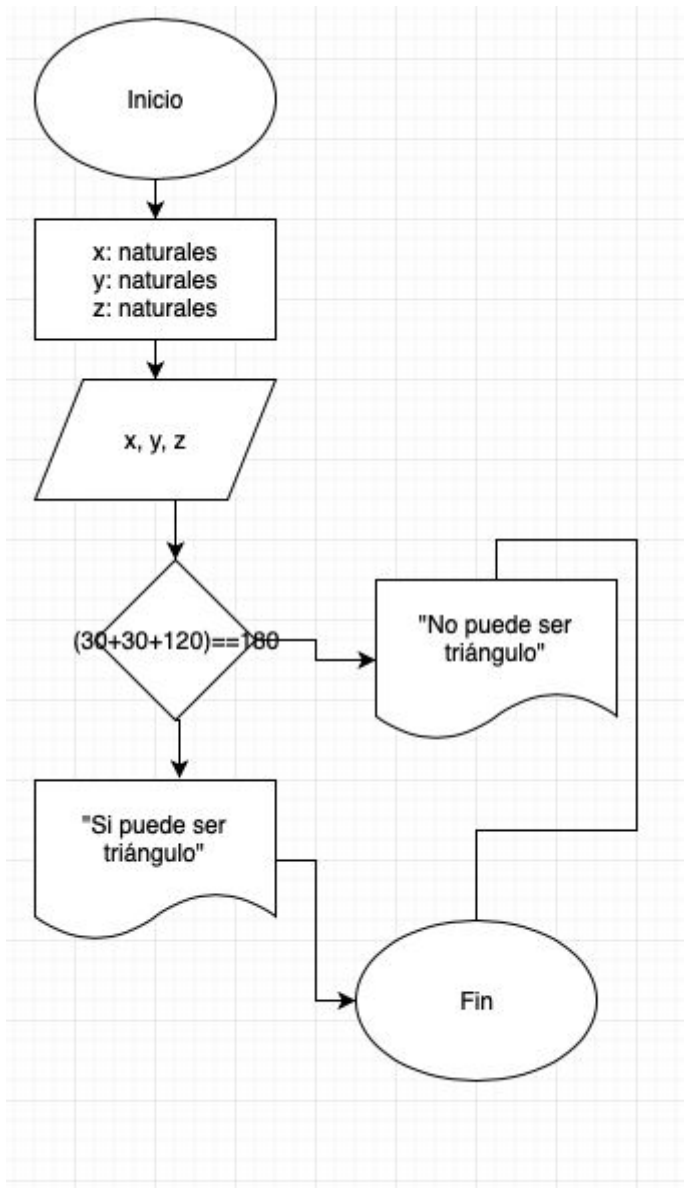 Inicio
x: naturales
y: naturales
z: naturales
x, y, z
(30+30+120)==180
"No puede ser
triángulo"
"Si puede ser
triángulo"
Fin